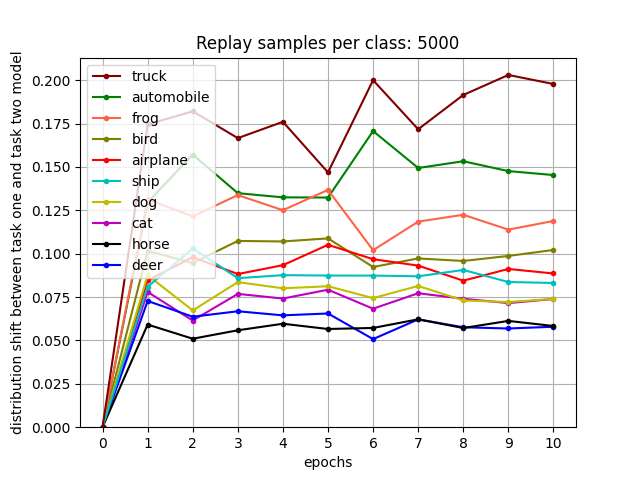 Replay samples per class: 5000
distribution shift between task one and task two model
0.200
0.175
0.150
0.125
0.100
0.075
0.050
0.025
0.000
truck
automobile
frog
bird
airplane
ship
dog
cat
horse
deer
0 1 2 3 4 5 6 7 8 9 10
epochs